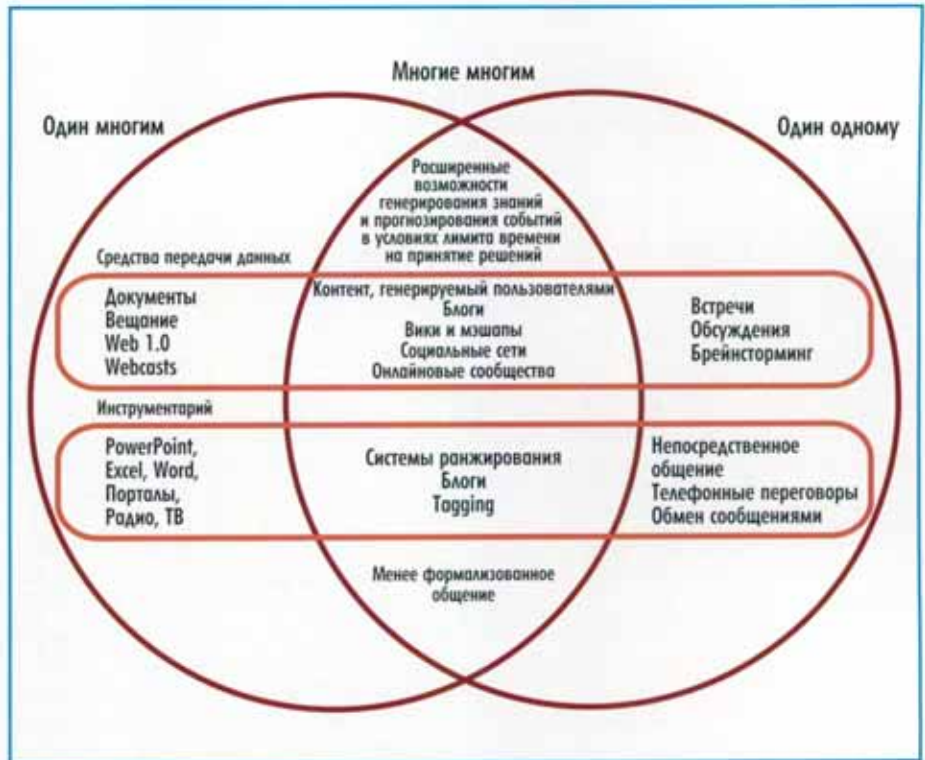 Многие многим
Один многим
Один одному
Расширенные
возможности
генерирования знаний
и прогнозирования событий
в условиях лимита времени
на принятие решений
Средства передачи данных
Документы
Вещание
Web 1.0
Webcasts
Контент, генерируемый пользователями
Блоги
Вики и мэшапы
Социальные сети
Онлайновые сообщества
Встречи
Обсуждения
Брейнсторминг
Инструментарий
PowerPoint,
Excel, Word,
Порталы,
Радио, ТВ
Системы ранжирования
Блоги
Tagging
Непосредственное
общение
Телефонные переговоры
Обмен сообщениями
Менее формализованное
общение